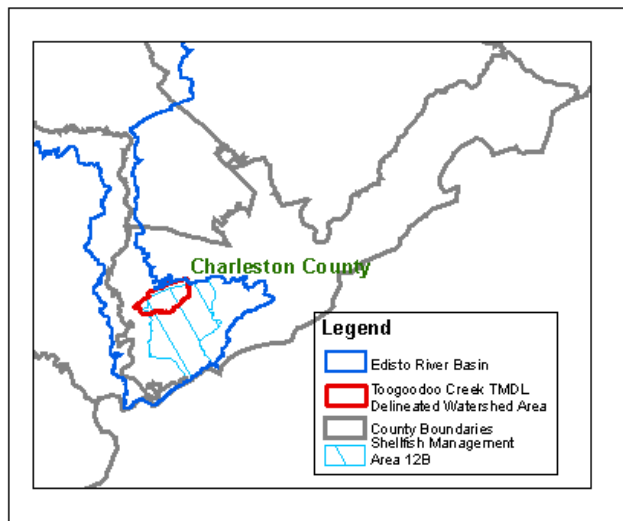 Charleston County
Legend
Edisto River Basin
Toogoodoo Creek TMDL
Delineated Watershed Area
County Boundaries
Shellfish Management
Area 12B